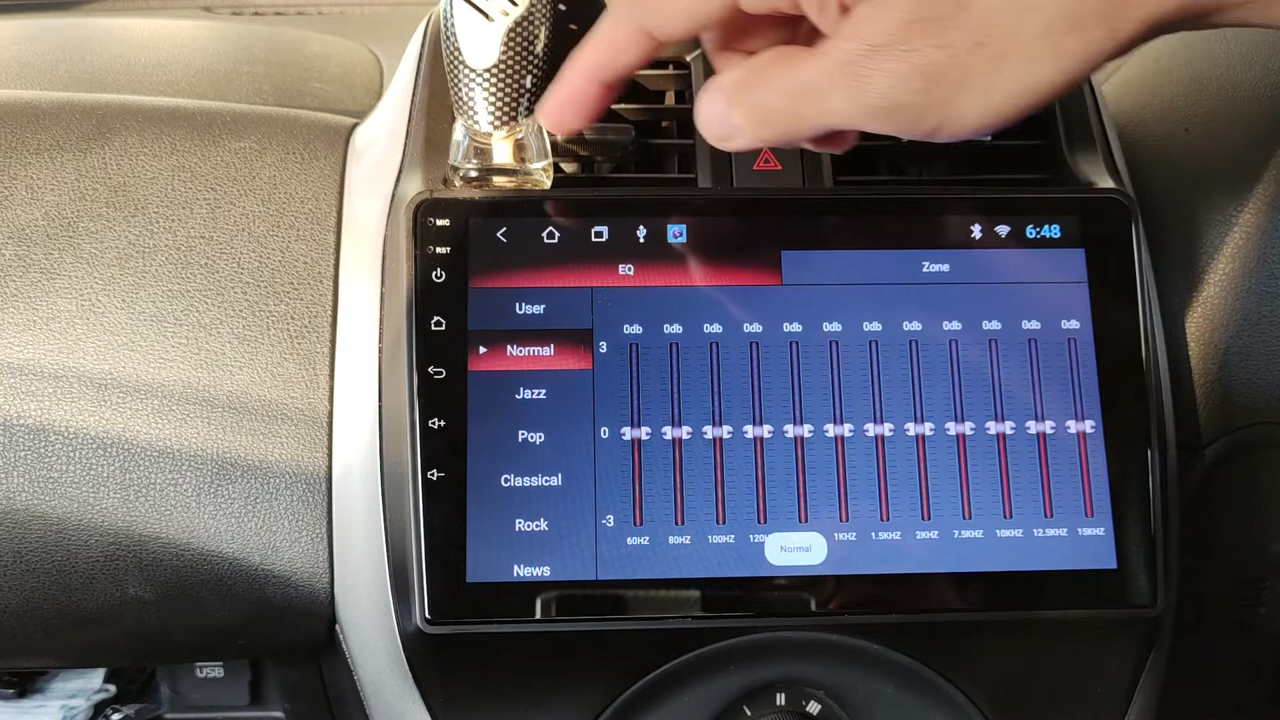 MIC
RST
6:48
EQ
Zone
User
Normal
Jazz
Pop
Classical
Rock
News
0db 0db 0db 0db 0db 0db 0db 0db 0db 0db 0db 0db
3
0
-3
60HZ 80HZ 100HZ 1KHZ 1.5KHZ 2KHZ 7.5KHZ 10KHZ 12.5KHZ 15KHZ
Normal
USB